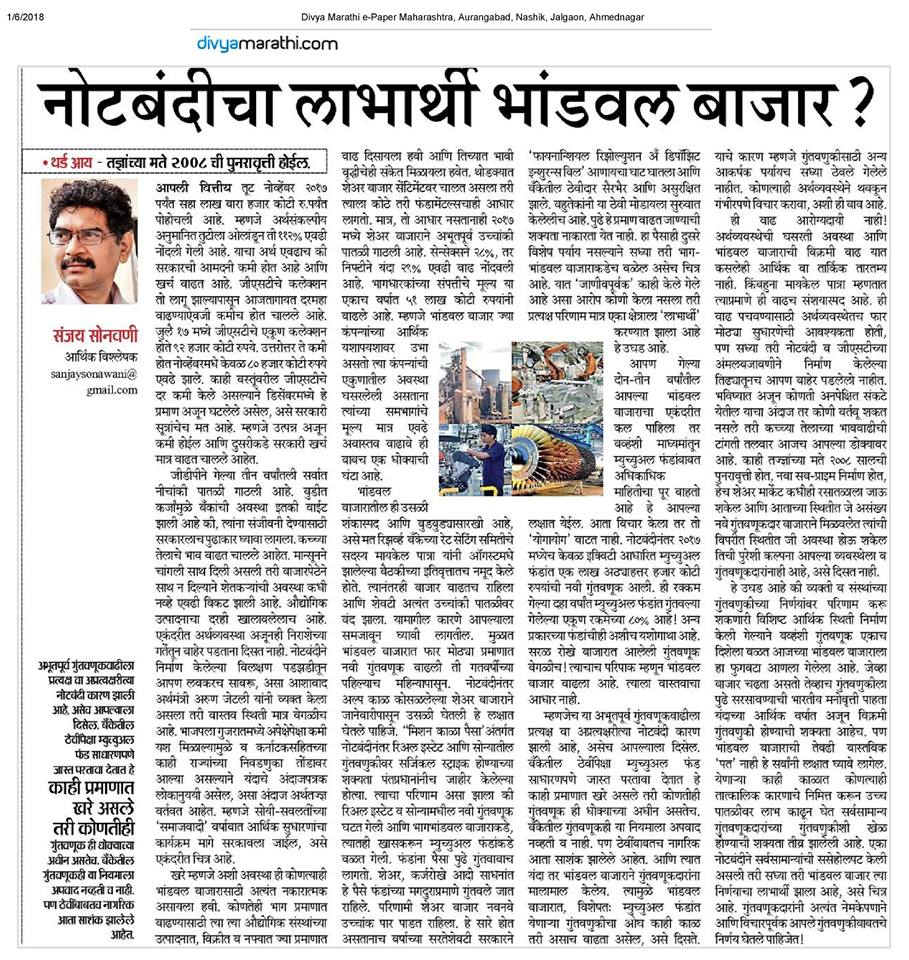 1/6/2018
Divya Marathi e-Paper Maharashtra, Aurangabad, Nashik, Jalgaon, Ahmednagar
divyamarathi.com
नोटबंदीचा लाभार्थी भांडवल बाजार ?
• थर्ड आय - तज्ञांच्या मते २००८ ची पुनरावृत्ती होईल.
संजय सोनवणी
आर्थिक विश्लेषक
sanjaysonawani@
gmail.com
अभूतपूर्व गुंतवणूकवाढीला
प्रत्यक्ष वा अप्रत्यक्षरीत्या
नोटबंदी कारण झाली
आहे, असेच आपल्याला
दिसेल. बँकेतील
ठेवींपेक्षा म्युच्युअल
फंड साधारणपणे
जास्त परतावा देतात हे
काही प्रमाणात
खरे असले
तरी कोणतीही
गुंतवणूक ही धोक्याच्या
अधीन असतेच. बँकेतील
गुंतवणूकही या नियमाला
अपवाद नव्हती व नाही.
पण ठेवींबाबतच नागरिक
आता साशंक झालेले
आहेत.
आपली वित्तीय तूट नोव्हेंबर २०१७
पर्यंत सहा लाख बारा हजार कोटी रु.पर्यंत
पोहोचली आहे. म्हणजे अर्थसंकल्पीय
अनुमानित तुटीला ओलांडून ती ११२% एवढी
नोंदली गेली आहे. याचा अर्थ एवढाच की
सरकारची आमदनी कमी होत आहे आणि
खर्च वाढत आहे. जीएसटीचे कलेक्शन
तो लागू झाल्यापासून आजतागायत दरमहा
वाढण्याऐवजी कमीच होत चालले आहे.
जुलै १७ मध्ये जीएसटीचे एकूण कलेक्शन
होते ९२ हजार कोटी रुपये. उत्तरोत्तर ते कमी
होत नोव्हेंबरमध्ये केवळ ८० हजार कोटी रुपये
एवढे झाले. काही वस्तूंवरील जीएसटीचे
दर कमी केले असल्याने डिसेंबरमध्ये हे
प्रमाण अजून घटलेले असेल, असे सरकारी
सूत्रांचेच मत आहे. म्हणजे उत्पन्न अजून
कमी होईल आणि दुसरीकडे सरकारी खर्च
मात्र वाढत चाललेले आहेत.
जीडीपीने गेल्या तीन वर्षांतली सर्वात
नीचांकी पातळी गाठली आहे. बुडीत
कर्जांमुळे बँकांची अवस्था इतकी वाईट
झाली आहे की, त्यांना संजीवनी देण्यासाठी
सरकारलाच पुढाकार घ्यावा लागला. कच्च्या
तेलाचे भाव वाढत चालले आहेत. मान्सूनने
चांगली साथ दिली असली तरी बाजारपेठेने
साथ न दिल्याने शेतकऱ्यांची अवस्था कधी
नव्हे एवढी बिकट झाली आहे. औद्योगिक
उत्पादनाचा दरही खालावलेलाच आहे.
एकंदरीत अर्थव्यवस्था अजूनही निराशेच्या
गर्तेतून बाहेर पडताना दिसत नाही. नोटबंदीने
निर्माण केलेल्या विलक्षण पडझडीतून
आपण लवकरच सावरू, असा आशावाद
अर्थमंत्री अरुण जेटली यांनी व्यक्त केला
असला तरी वास्तव स्थिती मात्र वेगळीच
आहे. भाजपला गुजरातमध्ये अपेक्षेपेक्षा कमी
यश मिळाल्यामुळे व कर्नाटकसहितच्या
काही राज्यांच्या निवडणुका तोंडावर
आल्या असल्याने यंदाचे अंदाजपत्रक
लोकानुययी असेल, असा अंदाज अर्थतज्ज्ञ
वर्तवत आहेत. म्हणजे सोयी-सवलतींच्या
'समाजवादी' वर्षावात आर्थिक सुधारणांचा
कार्यक्रम मागे सरकावला जाईल, असे
एकंदरीत चित्र आहे.
खरे म्हणजे अशी अवस्था ही कोणत्याही
भांडवल बाजारासाठी अत्यंत नकारात्मक
असायला हवी. कोणतेही भाग प्रमाणात
वाढण्यासाठी त्या त्या औद्योगिक संस्थांच्या
उत्पादनात, विक्रीत व नफ्यात ज्या प्रमाणात
वाढ दिसायला हवी आणि तिच्यात भावी
वृद्धीचेही संकेत मिळायला हवेत. थोडक्यात
शेअर बाजार सेंटिमेंटवर चालत असला तरी
त्याला कोठे तरी फंडामेंटल्सचाही आधार
लागतो. मात्र, तो आधार नसतानाही २०१७
मध्ये शेअर बाजाराने अभूतपूर्व उच्चांकी
पातळी गाठली आहे. सेन्सेक्सने २८%, तर
निफ्टीने यंदा २९% एवढी वाढ नोंदवली
आहे. भागधारकांच्या संपत्तीचे मूल्य या
एकाच वर्षात ५१ लाख कोटी रुपयांनी
वाढले आहे. म्हणजे भांडवल बाजार ज्या
कंपन्यांच्या आर्थिक
यशापयशावर उभा
असतो त्या कंपन्यांची
एकुणातील अवस्था
घसरलेली असताना
त्यांच्या समभागांचे
मूल्य मात्र एवढे
अवास्तव वाढावे ही
बाबच एक धोक्याची
घंटा आहे.
भांडवल
बाजारातील ही उसळी
शंकास्पद आणि बुडबुड्यासारखी आहे,
असे मत रिझर्व्ह बँकेच्या रेट सेटिंग समितीचे
सदस्य मायकेल पात्रा यांनी ऑगस्टमध्ये
झालेल्या बैठकीच्या इतिवृत्तातच नमूद केले
होते. त्यानंतरही बाजार वाढतच राहिला
आणि शेवटी अत्यंत उच्चांकी पातळीवर
बंद झाला. यामागील कारणे आपल्याला
समजावून घ्यावी लागतील. मुळात
भांडवल बाजारात फार मोठ्या प्रमाणात
नवी गुंतवणूक वाढली ती गतवर्षीच्या
पहिल्याच महिन्यापासून. नोटबंदीनंतर
अल्प काळ कोसळलेल्या शेअर बाजाराने
जानेवारीपासून उसळी घेतली हे लक्षात
घेतले पाहिजे. "मिशन काळा पैसा'अंतर्गत
नोटबंदीनंतर रिअल इस्टेट आणि सोन्यातील
गुंतवणुकीवर सर्जिकल स्ट्राइक होण्याच्या
शक्यता पंतप्रधानांनीच जाहीर केलेल्या
होत्या. त्याचा परिणाम असा झाला की
रिअल इस्टेट व सोन्यामधील नवी गुंतवणूक
घटत गेली आणि भागभांडवल बाजाराकडे,
त्यातही खासकरून म्युच्युअल फंडांकडे
वळत गेली. फंडांना पैसा पुढे गुंतवावाच
लागतो. शेअर, कर्जरोखे आदी साधनांत
हे पैसे फंडांच्या मगदुराप्रमाणे गुंतवले जात
राहिले. परिणामी शेअर बाजार नवनवे
उच्चांक प्रस्थापित करत राहिला. हे सारे होत
असतानाच वर्षाच्या सरतेशेवटी सरकारने
'फायनान्शियल रिझोल्युशन अँ डिपॉझिट
इन्शुरन्स बिल' आणायचा घाट घातला आणि
बँकेतील ठेवीदार सैरभैर आणि असुरक्षित
झाले. बहुतेकांनी या ठेवी मोडायला सुरुवात
केलेलीच आहे. पुढे हे प्रमाण वाढत जाण्याची
शक्यता नाकारता येत नाही. हा पैसाही दुसरे
विशेष पर्याय नसल्याने सध्या तरी भाग-
भांडवल बाजाराकडेच वळेल असेच चित्र
आहे. यात 'जाणीवपूर्वक' काही केले गेले
आहे असा आरोप कोणी केला नसला तरी
प्रत्यक्ष परिणाम मात्र एका क्षेत्राला 'लाभार्थी'
करण्यात झाला आहे
हे उघड आहे.
आपण गेल्या
दोन-तीन वर्षांतील
आपल्या भांडवल
बाजाराचा एकंदरीत
कल पाहिला तर
बव्हंशी माध्यमांतून
म्युच्युअल फंडांबाबत
अधिकाधिक
माहितीचा पूर वाहतो
आहे हे आपल्या
लक्षात येईल. आता विचार केला तर तो
'योगायोग' वाटत नाही. नोटबंदीनंतर २०१७
मध्येच केवळ इक्विटी आधारित म्युच्युअल
फंडांत एक लाख अठ्ठाहत्तर हजार कोटी
रुपयांची नवी गुंतवणूक आली. ही रक्कम
गेल्या दहा वर्षांत म्युच्युअल फंडांत गुंतवल्या
गेलेल्या एकूण रकमेच्या ८०% आहे! अन्य
प्रकारच्या फंडांचीही अशीच यशोगाथा आहे.
सरळ रोखे बाजारात आलेली गुंतवणूक
वेगळीच! त्याचाच परिपाक म्हणून बाजार
वाढला आहे. त्याला वास्तवाचा
आधार नाही.
म्हणजेच या अभूतपूर्व गुंतवणूकवाढीला
प्रत्यक्ष वा अप्रत्यक्षरीत्या नोटबंदी कारण
झाली आहे, असेच आपल्याला दिसेल.
बँकेतील ठेवींपेक्षा म्युच्युअल फंड
साधारणपणे जास्त परतावा देतात हे
काही प्रमाणात खरे असले तरी कोणतीही
गुंतवणूक ही धोक्याच्या अधीन असतेच.
बँकेतील गुंतवणूकही या नियमाला अपवाद
नव्हती व नाही. पण ठेवींबाबतच नागरिक
आता साशंक झालेले आहेत. आणि त्यात
यंदा तर भांडवल बाजाराने गुंतवणूकदारांना
मालामाल केलेय. त्यामुळे भांडवल
बाजारात, विशेषतः म्युच्युअल फंडांत
येणाऱ्या गुंतवणुकीचा ओघ काही काळ
तरी असाच वाढता असेल, असे दिसते.
याचे कारण म्हणजे गुंतवणुकीसाठी अन्य
आकर्षक पर्यायच सध्या ठेवले गेलेले
नाहीत. कोणत्याही अर्थव्यवस्थेने थक्कून
गंभीरपणे विचार करावा, अशी ही बाब आहे.
ही वाढ आरोग्यदायी नाही!
अर्थव्यवस्थेची घसरती अवस्था आणि
भांडवल बाजाराची विक्रमी वाढ यात
कसलेही आर्थिक वा तार्किक तारतम्य
नाही. किंबहुना मायकेल पात्रा म्हणतात
त्याप्रमाणे ही वाढच संशयास्पद आहे. ही
वाढ पचवण्यासाठी अर्थव्यवस्थेतच फार
मोठ्या सुधारणेची आवश्यकता होती,
पण सध्या तरी नोटबंदी व जीएसटीच्या
अंमलबजावणीने निर्माण केलेल्या
तिढ्यातूनच आपण बाहेर पडलेलो नाहीत.
भविष्यात अजून कोणती अनपेक्षित संकटे
येतील याचा अंदाज तर कोणी वर्तवू शकत
नसले तरी कच्च्या तेलाच्या भाववाढीची
टांगती तलवार आजच आपल्या डोक्यावर
आहे. काही तज्ज्ञांच्या मते २००८ सालची
पुनरावृत्ती होत, नवा सब-प्राइम निर्माण होत,
हेच शेअर मार्केट कधीही रसातळाला जाऊ
शकेल आणि आताच्या स्थितीत जे असंख्य
नवे गुंतवणूकदार बाजाराने मिळवलेत त्यांची
विपरीत स्थितीत जी अवस्था होऊ शकेल
तिची पुरेशी कल्पना आपल्या व्यवस्थेला व
गुंतवणूकदारांनाही आहे, असे दिसत नाही.
हे उघड आहे की व्यक्ती व संस्थांच्या
गुंतवणुकीच्या निर्णयांवर परिणाम करू
शकणारी विशिष्ट आर्थिक स्थिती निर्माण
केली गेल्याने बव्हंशी गुंतवणूक एकाच
दिशेला वळत आजच्या भांडवल बाजाराला
हा फुगवटा आणला गेलेला आहे. जेव्हा
बाजार चढता असतो तेव्हाच गुंतवणुकीला
पुढे सरसावण्याची भारतीय मनोवृत्ती पाहता
यंदाच्या आर्थिक वर्षात अजून विक्रमी
गुंतवणुकी होण्याची शक्यता आहेच. पण
भांडवल बाजाराची तेवढी वास्तविक
'पत' नाही हे सर्वांनी लक्षात घ्यावे लागेल.
येणाऱ्या काही काळात कोणत्याही
तात्कालिक कारणाचे निमित्त करून उच्च
पातळीवर लाभ काढून घेत सर्वसामान्य
गुंतवणूकदारांच्या गुंतवणुकीशी खेळ
होण्याची शक्यता तीव्र झालेली आहे. एका
नोटबंदीने सर्वसामान्यांची ससेहोलपट केली
असली तरी सध्या तरी भांडवल बाजार त्या
निर्णयाचा लाभार्थी झाला आहे, असे चित्र
आहे. गुंतवणूकदारांनी अत्यंत नेमकेपणाने
आणि विचारपूर्वक आपले गुंतवणुकीबाबतचे
निर्णय घेतले पाहिजेत!